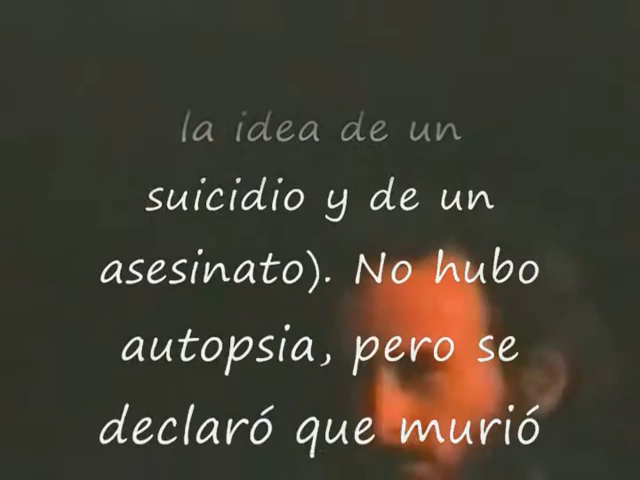 la idea de un
suicidio y de un
asesinato). No hubo
autopsia, pero se
declaró que murió